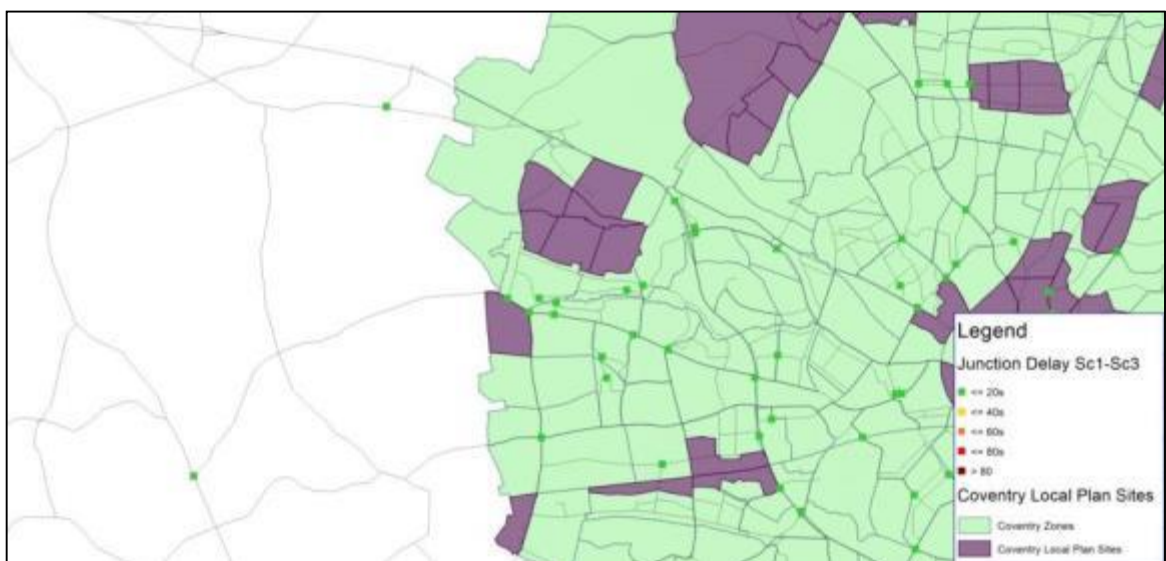 Legend
Junction Delay Sc1-Sc3
<= 20s
<= 40s
<= 60s
<= 80s
> 80
Coventry Local Plan Sites
Coventry Zones
Coventry Local Plan Sites